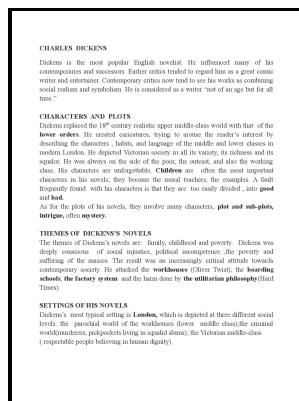 CHARLES DICKENS
Dickens is the most popular English novelist. He influenced many of his
contemporaries and successors. Earlier critics tended to regard him as a great comic
writer and entertainer. Contemporary critics now tend to see his works as combining
social realism and symbolism. He is considered as a writer “not of an age but for all
time.”
CHARACTERS AND PLOTS
Dickens replaced the 18th century realistic upper middle-class world with that of the
lower orders. He created caricatures, trying to arouse the reader’s interest by
describing the characters , habits, and language of the middle and lower classes in
modern London. He depicted Victorian society in all its variety, its richness and its
squalor. He was always on the side of the poor, the outcast, and also the working
class. His characters are unforgettable. Children are often the most important
characters in his novels; they become the moral teachers, the examples. A fault
frequently found with his characters is that they are too easily divided , into good
and bad.
As for the plots of his novels, they involve many characters, plot and sub-plots,
intrigue, often mystery.
THEMES OF DICKENS’S NOVELS
The themes of Dickens’s novels are: family, childhood and poverty. Dickens was
deeply conscious of social injustice, political incompetence ,the poverty and
suffering of the masses. The result was an increasingly critical attitude towards
contemporary society. He attacked the workhouses (Oliver Twist), the boarding
schools, the factory system and the harm done by the utilitarian philosophy(Hard
Times).
SETTINGS OF HIS NOVELS
Dickens’s most typical setting is London, which is depicted at three different social
levels: the parochial world of the workhouses (lower middle class);the criminal
world(murderers, pickpockets living in squalid slums); the Victorian middle-class
( respectable people believing in human dignity).